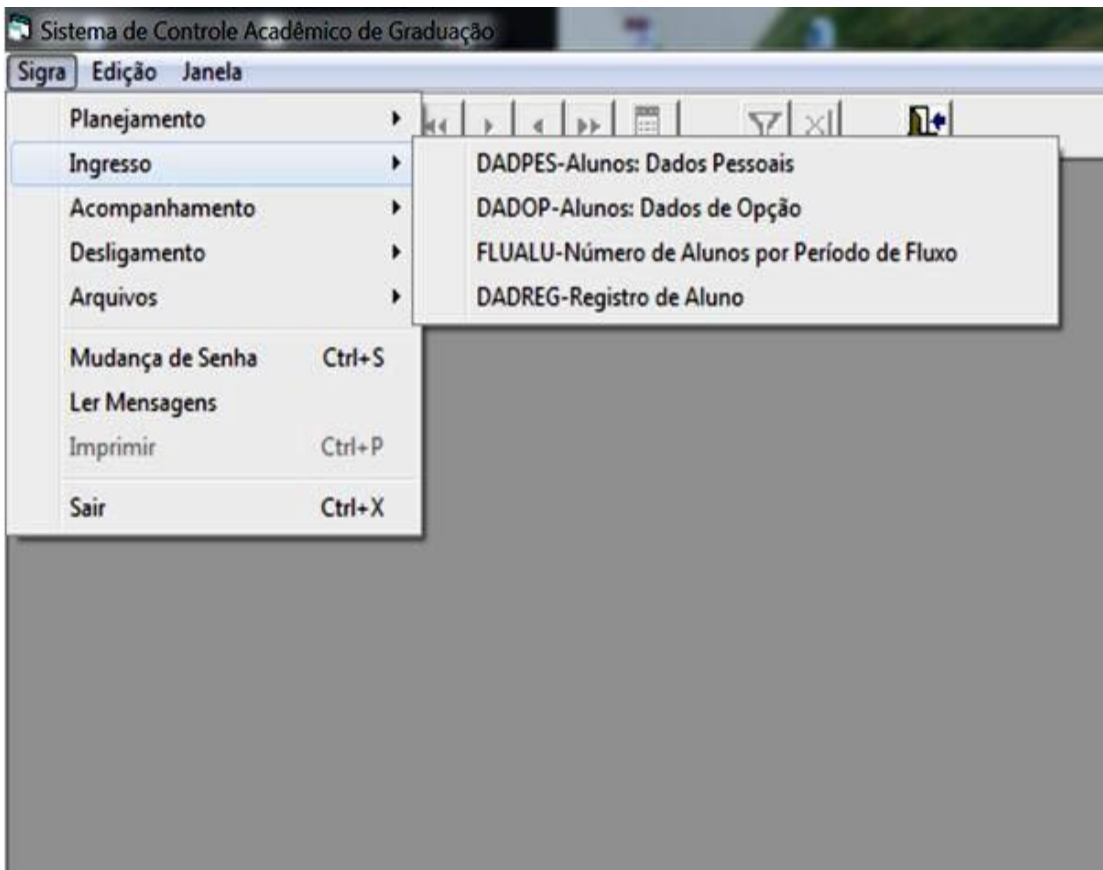 Sistema de Controle Acadêmico de Graduação
Sigra Edição Janela
Planejamento
Ingresso
Acompanhamento
Desligamento
Arquivos
Mudança de Senha Ctrl+S
Ler Mensagens
Imprimir Ctrl+P
Sair Ctrl+X
DADPES-Alunos: Dados Pessoais
DADOP-Alunos: Dados de Opção
FLUALU-Número de Alunos por Período de Fluxo
DADREG-Registro de Aluno